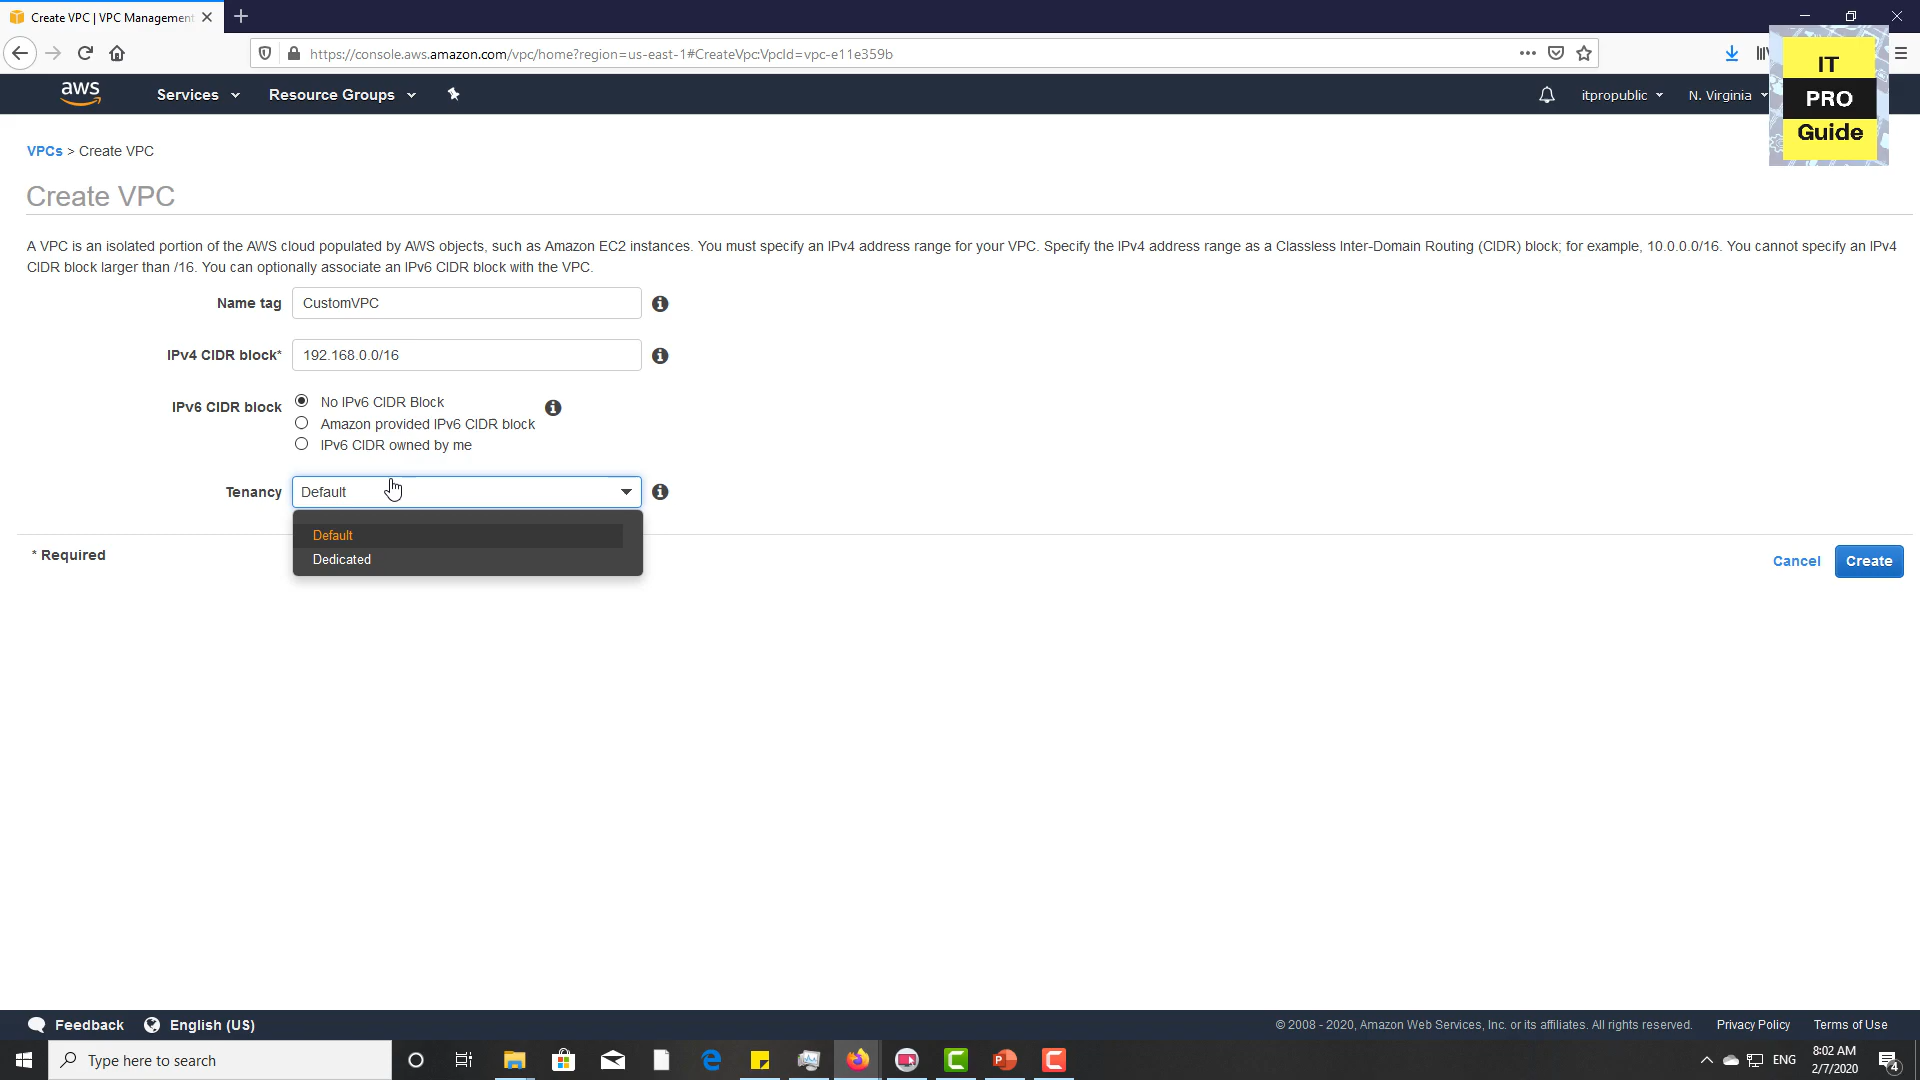 Create VPC | VPC Management
https://console.aws.amazon.com/vpc/home?region=us-east-1#CreateVpc:VpcId=vpc-e11e359b
aws
Services
Resource Groups
itpropublic
N. Virginia
IT
PRO
Guide
VPCs > Create VPC
Create VPC
A VPC is an isolated portion of the AWS cloud populated by AWS objects, such as Amazon EC2 instances. You must specify an IPv4 address range for your VPC. Specify the IPv4 address range as a Classless Inter-Domain Routing (CIDR) block; for example, 10.0.0.0/16. You cannot specify an IPv4
CIDR block larger than /16. You can optionally associate an IPv6 CIDR block with the VPC.
Name tag CustomVPC
IPv4 CIDR block* 192.168.0.0/16
IPv6 CIDR block
No IPv6 CIDR Block
Amazon provided IPv6 CIDR block
IPv6 CIDR owned by me
Tenancy Default
Default
Dedicated
* Required
Cancel Create
Feedback English (US)
© 2008 - 2020, Amazon Web Services, Inc. or its affiliates. All rights reserved. Privacy Policy Terms of Use
Type here to search
ENG
8:02 AM
2/7/2020
4